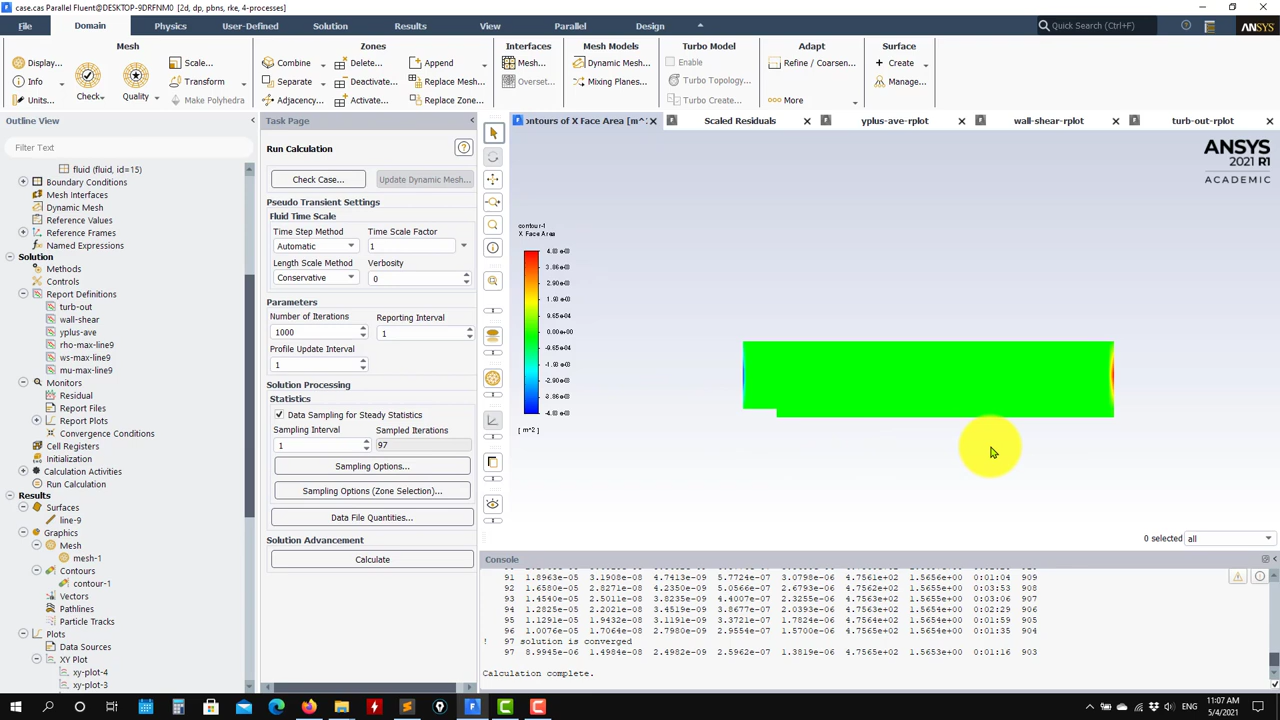 case.cas Parallel Fluent@DESKTOP-9DRFNM0 [2d, dp, pbns, rke, 4-processes]
File Domain Physics User-Defined Solution Results View Parallel Design Quick Search (Ctrl+F) ANSYS
Mesh Zones Interfaces Mesh Models Turbo Model Adapt Surface
Display... Scale... Combine Delete... Append Mesh... Dynamic Mesh... Enable Refine / Coarsen... Create
Info Check Quality Transform Separate Deactivate... Replace Mesh... Overset... Mixing Planes... Turbo Topology... Manage...
Units... Make Polyhedra Adjacency... Activate... Replace Zone... Turbo Create... More
Outline View
Filter Text
fluid (fluid, id=15)
Boundary Conditions
Mesh Interfaces
Dynamic Mesh
Reference Values
Reference Frames
Named Expressions
Solution
Methods
Controls
Report Definitions
turb-out
wall-shear
yplus-ave
rho-max-line9
ws-max-line9
mu-max-line9
Monitors
Residual
Report Files
Report Plots
Convergence Conditions
Cell Registers
Initialization
Calculation Activities
Run Calculation
Results
Surfaces
line-9
Graphics
Mesh
mesh-1
Contours
contour-1
Vectors
Pathlines
Particle Tracks
Plots
Data Sources
XY Plot
xy-plot-4
xy-plot-3
Task Page
Run Calculation
Check Case... Update Dynamic Mesh...
Pseudo Transient Settings
Fluid Time Scale
Time Step Method Time Scale Factor
Automatic 1
Length Scale Method Verbosity
Conservative 0
Parameters
Number of Iterations Reporting Interval
1000 1
Profile Update Interval
1
Solution Processing
Statistics
Data Sampling for Steady Statistics
Sampling Interval Sampled Iterations
1 97
Sampling Options...
Sampling Options (Zone Selection)...
Data File Quantities...
Solution Advancement
Calculate
ontours of X Face Area [m^ Scaled Residuals yplus-ave-rplot wall-shear-rplot turb-out-rplot
ANSYS
2021 R1
ACADEMIC
contour-1
X Face Area
[ m^2 ]
0 selected all
Console
91 1.8963e-05 3.1908e-08 4.7413e-09 5.7724e-07 3.0798e-06 4.7561e+02 1.5655e+00 0:01:04 909
92 1.6580e-05 2.8271e-08 4.2350e-09 5.0566e-07 2.6793e-06 4.7562e+02 1.5654e+00 0:02:51 908
93 1.4540e-05 2.5011e-08 3.8235e-09 4.4007e-07 2.3255e-06 4.7563e+02 1.5654e+00 0:03:06 907
94 1.2825e-05 2.2021e-08 3.4519e-09 3.8677e-07 2.0393e-06 4.7564e+02 1.5654e+00 0:02:29 906
95 1.1291e-05 1.9432e-08 3.1119e-09 3.3721e-07 1.7824e-06 4.7564e+02 1.5654e+00 0:01:59 905
96 1.0076e-05 1.7064e-08 2.7980e-09 2.9554e-07 1.5700e-06 4.7564e+02 1.5654e+00 0:01:35 904
! 97 solution is converged
97 8.9945e-06 1.4984e-08 2.4982e-09 2.5962e-07 1.3819e-06 4.7565e+02 1.5653e+00 0:01:16 903
Calculation complete.
ENG 11:07 AM
5/4/2021